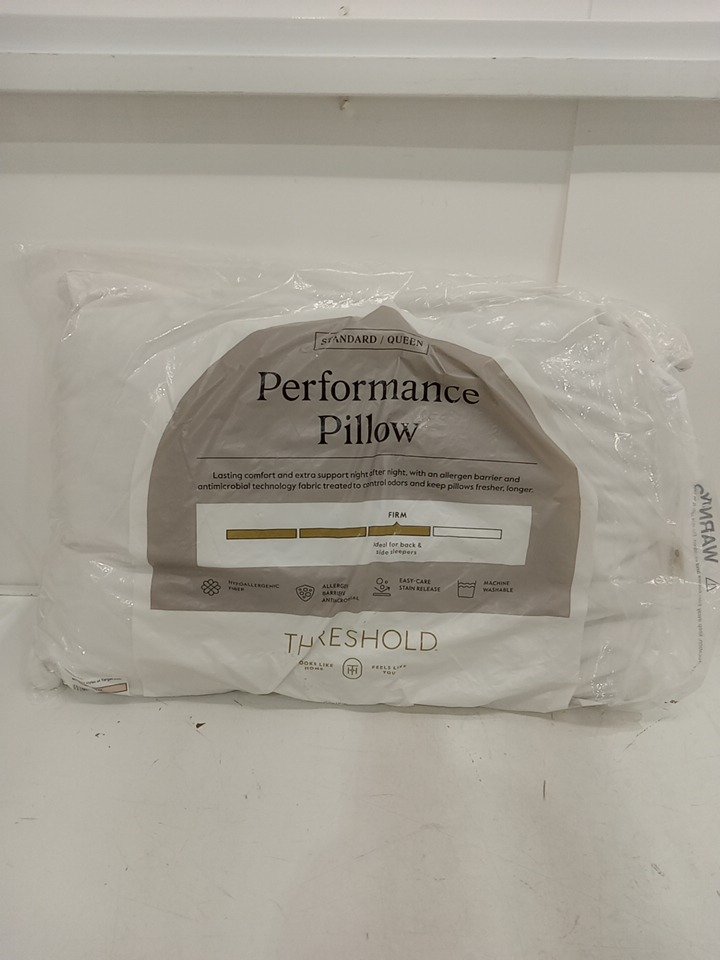 STANDARD / QUEEN
Performance
Pillow
Lasting comfort and extra support night after night, with an allergen barrier and
antimicrobial technology fabric treated to control odors and keep pillows fresher, longer.
FIRM
Ideal for back &
side sleepers
HYPOALLERGENIC
FIBER
ALLERGEN
BARRIER
ANTIMICROBIAL
EASY-CARE
STAIN RELEASE
MACHINE
WASHABLE
THRESHOLD
LOOKS LIKE
HOME
FEELS LIKE
YOU
WARNING